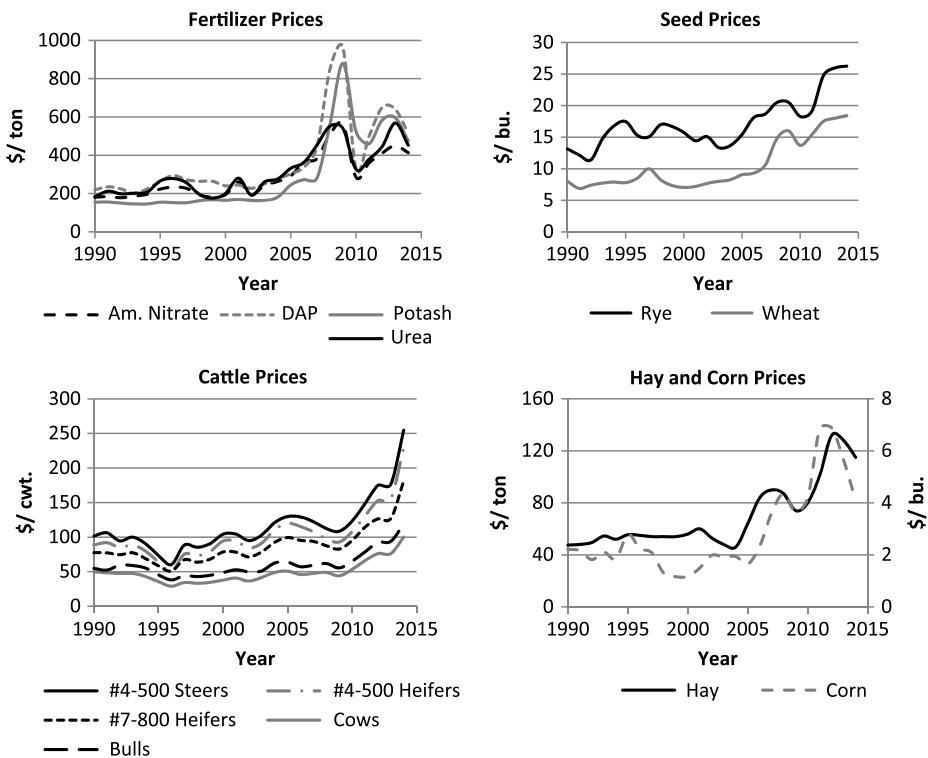 Fertilizer Prices
1000
800
600
400
200
0
$/ ton
1990 1995 2000 2005 2010 2015
Year
Am. Nitrate DAP Potash
Urea
Seed Prices
30
25
20
15
10
5
0
$/ bu.
1990 1995 2000 2005 2010 2015
Year
Rye Wheat
Cattle Prices
300
250
200
150
100
50
0
$/ cwt.
1990 1995 2000 2005 2010 2015
Year
#4-500 Steers #4-500 Heifers
#7-800 Heifers Cows
Bulls
Hay and Corn Prices
160 8
120 6
80 4
40 2
0 0
$/ ton
$/ bu.
1990 1995 2000 2005 2010 2015
Year
Hay Corn